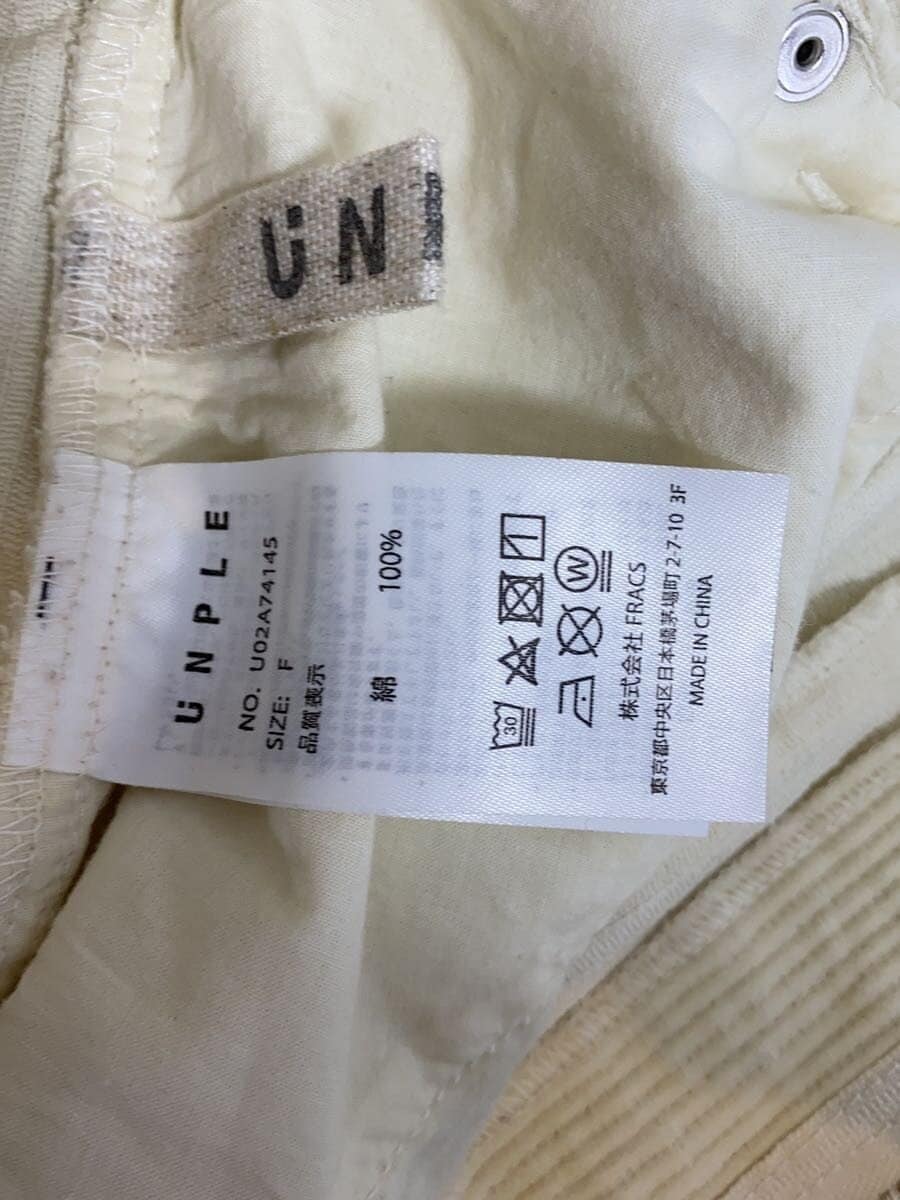 ÜN
ÜNPLE
NO. U02A74145
SIZE: F
品質表示
綿 100%
30
W
株式会社 FRACS
東京都中央区日本橋茅場町 2-7-10 3F
MADE IN CHINA